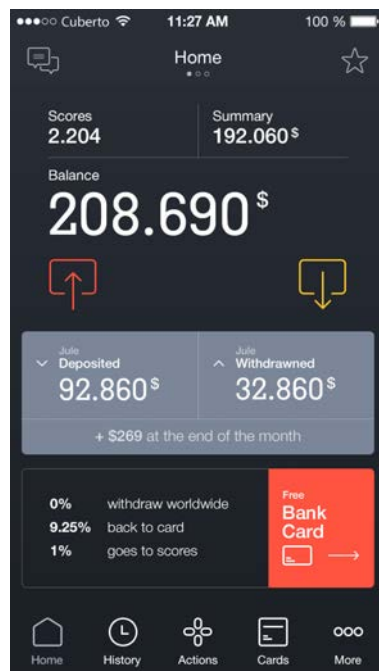 Cuberto 11:27 AM 100 %
Home
Scores Summary
2.204 192.060$
Balance
208.690$
Jule Jule
Deposited Withdrawned
92.860$ 32.860$
+ $269 at the end of the month
0% withdraw worldwide
9.25% back to card
1% goes to scores
Free
Bank
Card
Home History Actions Cards More